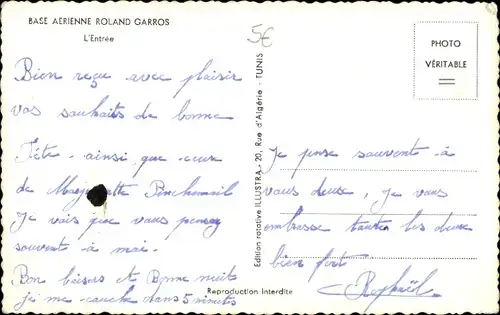 BASE AERIENNE ROLAND GARROS
L'Entrée
5€
PHOTO
VÉRITABLE
Bien reçue avec plaisir
vos souhaits de bonne
fête ainsi que ceux
de
Je vois que vous pensez
souvent à moi.
Bon baisers et Bonne nuits
je me couche dans 5 minutes
Edition rotative ILLUSTRA - 20, Rue d'Algérie - TUNIS
Reproduction Interdite
Je pense souvent à
vous deux, je vous
embrasse toutes les deux
bien fort
Raphaël